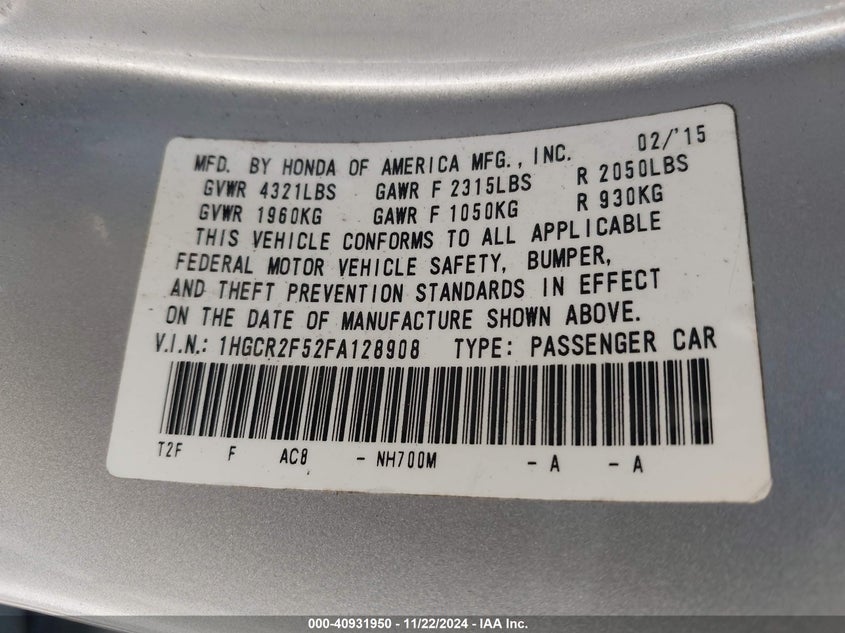 MFD. BY HONDA OF AMERICA MFG., INC. 02/'15
GVWR 4321LBS GAWR F 2315LBS R 2050LBS
GVWR 1960KG GAWR F 1050KG R 930KG
THIS VEHICLE CONFORMS TO ALL APPLICABLE
FEDERAL MOTOR VEHICLE SAFETY, BUMPER,
AND THEFT PREVENTION STANDARDS IN EFFECT
ON THE DATE OF MANUFACTURE SHOWN ABOVE.
V.I.N.: 1HGCR2F52FA128908 TYPE: PASSENGER CAR
T2F F AC8 - NH700M - A - A
000-40931950 - 11/22/2024 - IAA Inc.